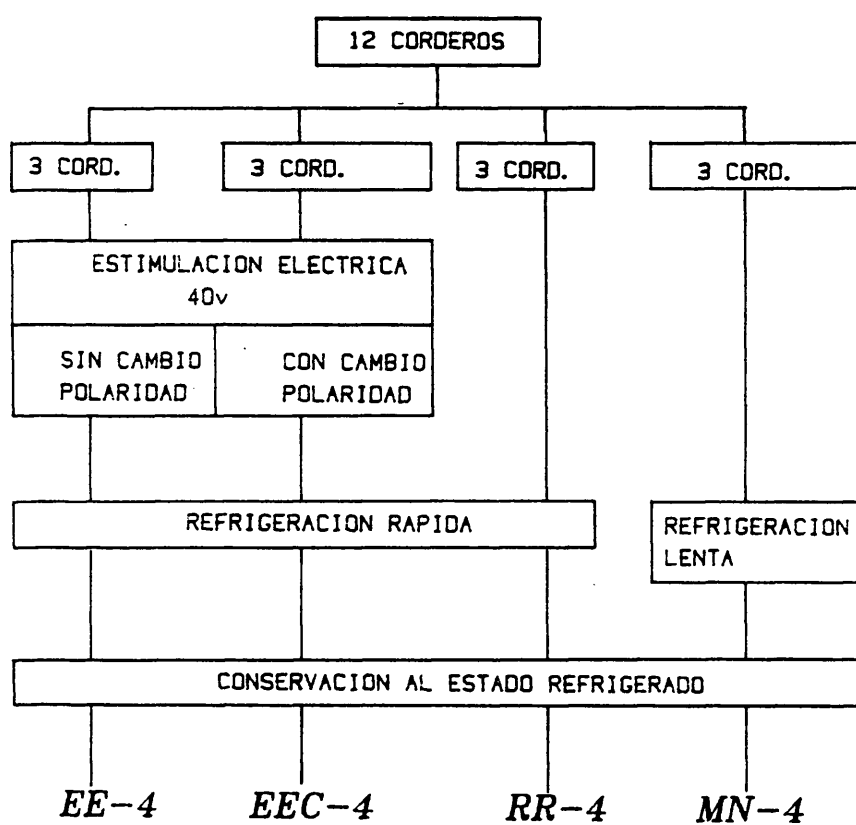 12 CORDEROS
3 CORD.
3 CORD.
3 CORD.
3 CORD.
ESTIMULACION ELECTRICA
40v
SIN CAMBIO
POLARIDAD
CON CAMBIO
POLARIDAD
REFRIGERACION RAPIDA
REFRIGERACION
LENTA
CONSERVACION AL ESTADO REFRIGERADO
EE-4
EEC-4
RR-4
MN-4